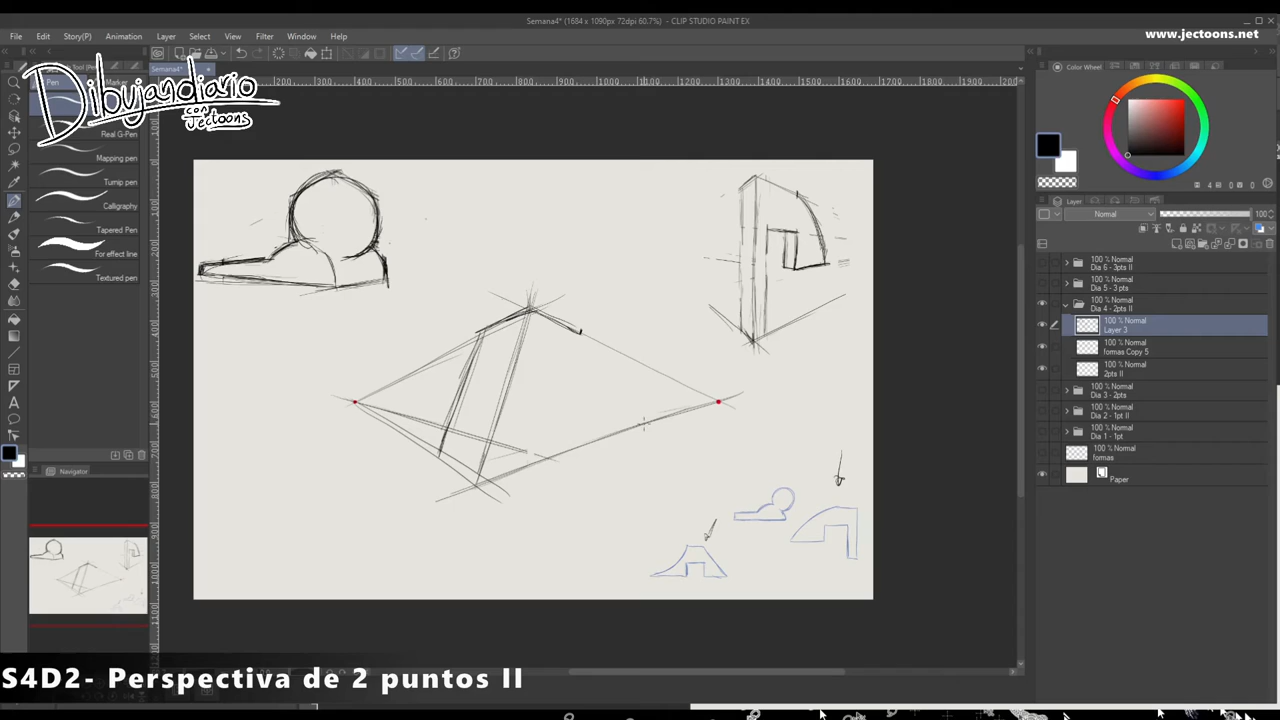 Semana4* (1684 x 1090px 72dpi 60.7%) - CLIP STUDIO PAINT EX
www.jectoons.net
File Edit Story(P) Animation Layer Select View Filter Window Help
Semana4*
Dibujandiario
con
Jectoons
Pen
Marker
Real G-Pen
Mapping pen
Turnip pen
Calligraphy
Tapered Pen
For effect line
Textured pen
Navigator
Color Wheel
Layer
Normal
100
100 % Normal
Dia 6 - 3pts II
100 % Normal
Dia 5 - 3 pts
100 % Normal
Dia 4 - 2pts II
100 % Normal
Layer 3
100 % Normal
formas Copy 5
100 % Normal
2pts II
100 % Normal
Dia 3 - 2pts
100 % Normal
Dia 2 - 1pt II
100 % Normal
Dia 1 - 1pt
100 % Normal
formas
Paper
S4D2- Perspectiva de 2 puntos II